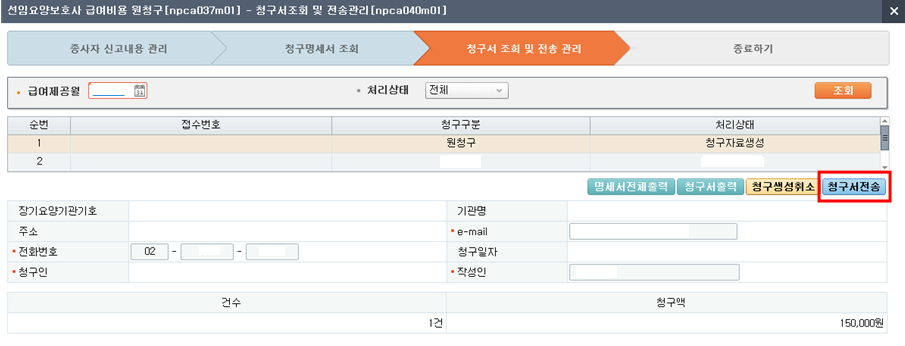 선임요양보호사 급여비용 원청구[npca037m01] - 청구서조회 및 전송관리[npca040m01]
종사자 신고내용 관리 청구명세서 조회 청구서 조회 및 전송 관리 종료하기
급여제공월 처리상태 전체 조회
순번 접수번호 청구구분 처리상태
1 원청구 청구자료생성
2
명세서전체출력 청구서출력 청구생성취소 청구서전송
장기요양기관기호 기관명
주소 e-mail
전화번호 02 - - 청구일자
청구인 작성인
건수 청구액
1건 150,000원